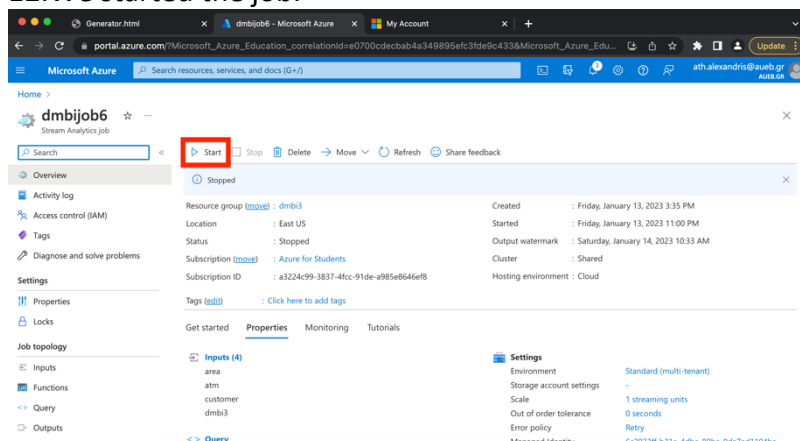 Generator.html
dmbijob6 - Microsoft Azure
My Account
portal.azure.com/?Microsoft_Azure_Education_correlationId=e0700cdecbab4a349895efc3fde9c433&Microsoft_Azure_Edu...
Update
Microsoft Azure
Search resources, services, and docs (G+/)
ath.alexandris@aueb.gr
AUEB.GR
Home >
dmbijob6
Stream Analytics job
Search
Start
Stop
Delete
Move
Refresh
Share feedback
Overview
Activity log
Access control (IAM)
Tags
Diagnose and solve problems
Settings
Properties
Locks
Job topology
Inputs
Functions
Query
Outputs
Stopped
Resource group (move) : dmbi3
Location : East US
Status : Stopped
Subscription (move) : Azure for Students
Subscription ID : a3224c99-3837-4fcc-91de-a985e8646ef8
Tags (edit) : Click here to add tags
Created : Friday, January 13, 2023 3:35 PM
Started : Friday, January 13, 2023 11:00 PM
Output watermark : Saturday, January 14, 2023 10:33 AM
Cluster : Shared
Hosting environment : Cloud
Get started Properties Monitoring Tutorials
Inputs (4)
area
atm
customer
dmbi3
<> Query
Settings
Environment Standard (multi-tenant)
Storage account settings -
Scale 1 streaming units
Out of order tolerance 0 seconds
Error policy Retry